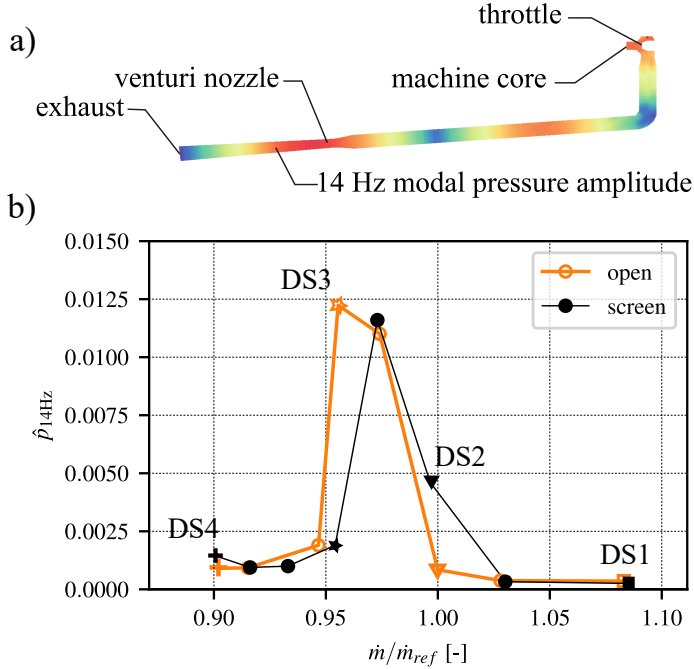 a)
throttle
venturi nozzle
machine core
exhaust
14 Hz modal pressure amplitude
b)
0.0150
0.0125
0.0100
0.0075
0.0050
0.0025
0.0000
p̂14Hz
DS3
DS2
DS4
DS1
open
screen
0.90 0.95 1.00 1.05 1.10
ṁ/ṁref [-]